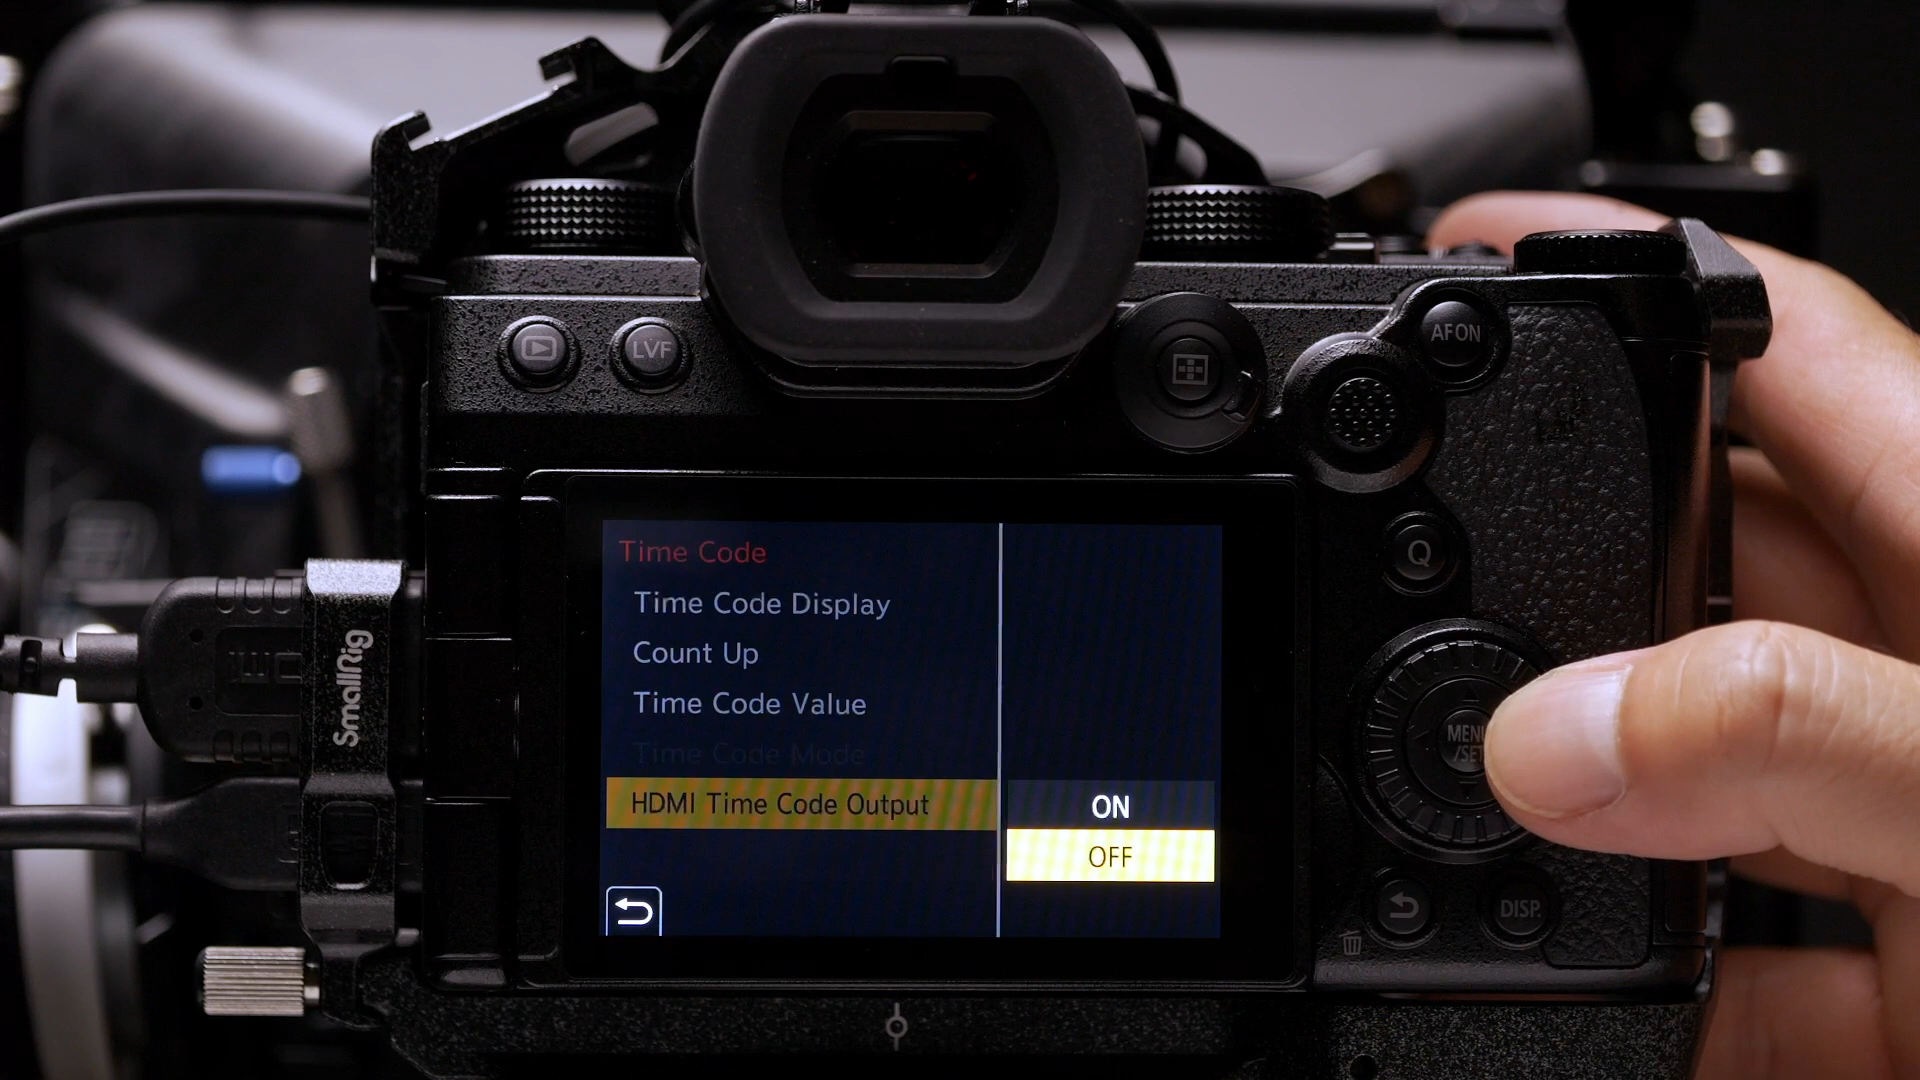 LVF
AF ON
Q
Time Code
Time Code Display
Count Up
Time Code Value
Time Code Mode
HDMI Time Code Output
ON
OFF
SmallRig
MENU
/SET
DISP.